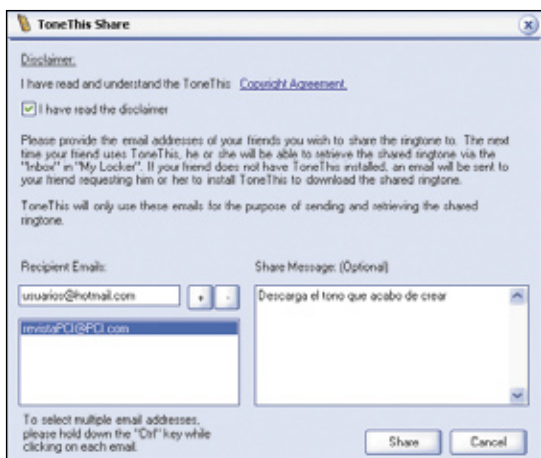 ToneThis Share
Disclaimer:
I have read and understand the ToneThis Copyright Agreement.
I have read the disclaimer
Please provide the email addresses of your friends you wish to share the ringtone to. The next
time your friend uses ToneThis, he or she will be able to retrieve the shared ringtone via the
"Inbox" in "My Locker". If your friend does not have ToneThis installed, an email will be sent to
your friend requesting him or her to install ToneThis to download the shared ringtone.
ToneThis will only use these emails for the purpose of sending and retrieving the shared
ringtone.
Recipient Emails:
usuarios@hotmail.com
+
-
revistaPCI@PCI.com
To select multiple email addresses,
please hold down the "Ctrl" key while
clicking on each email.
Share Message: (Optional)
Descarga el tono que acabo de crear
Share
Cancel